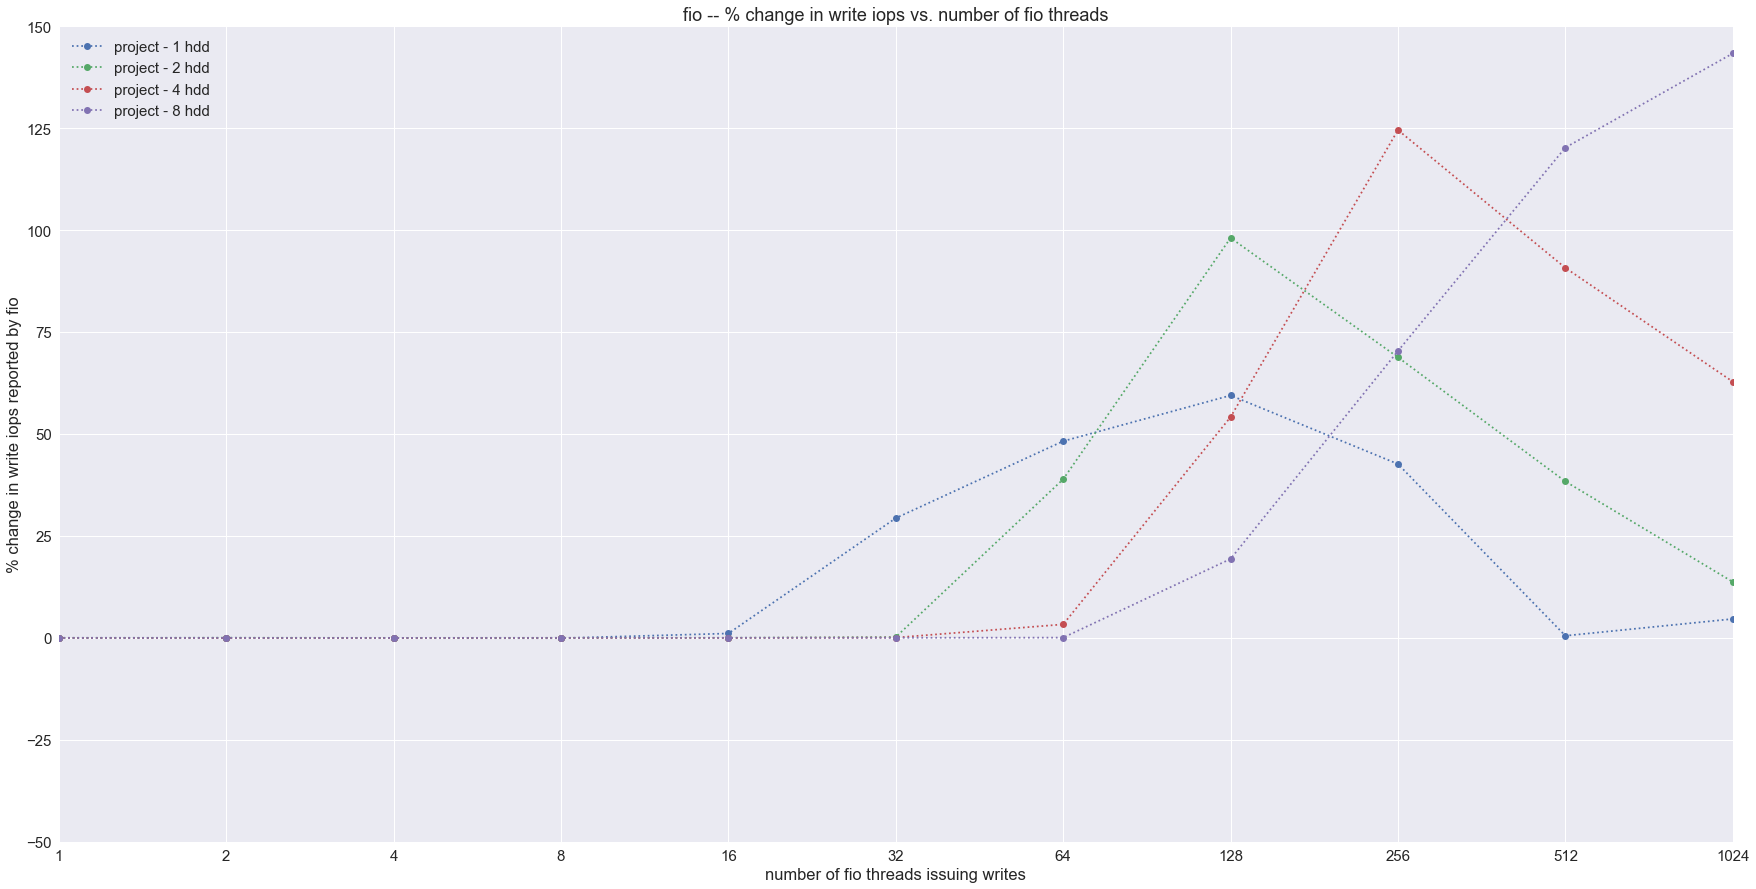 fio -- % change in write iops vs. number of fio threads
project - 1 hdd
project - 2 hdd
project - 4 hdd
project - 8 hdd
% change in write iops reported by fio
150
125
100
75
50
25
0
−25
−50
1 2 4 8 16 32 64 128 256 512 1024
number of fio threads issuing writes